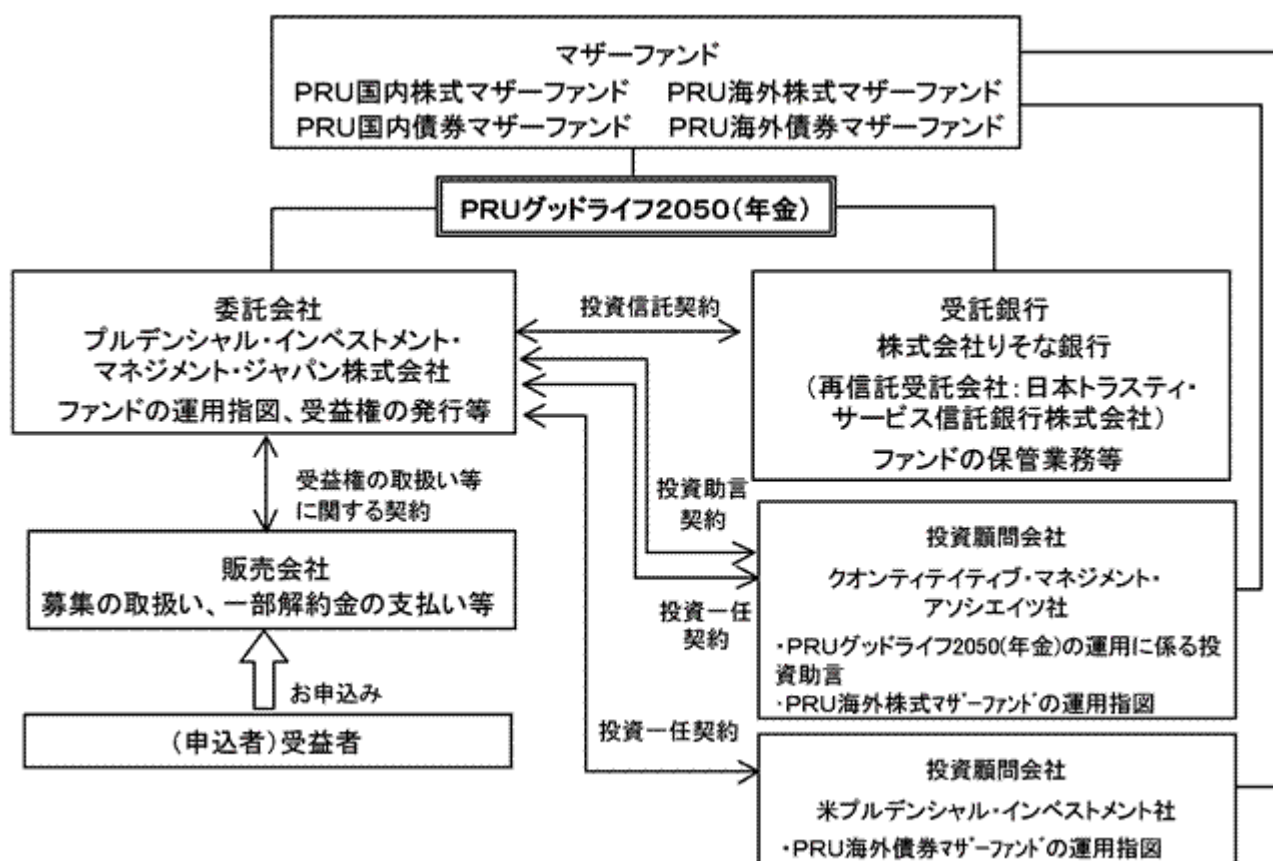 マザーファンド
PRU国内株式マザーファンド　PRU海外株式マザーファンド
PRU国内債券マザーファンド　PRU海外債券マザーファンド
PRUグッドライフ2050(年金)
委託会社
プルデンシャル・インベストメント・
マネジメント・ジャパン株式会社
ファンドの運用指図、受益権の発行等
投資信託契約
受託銀行
株式会社りそな銀行
(再信託受託会社:日本トラスティ・
サービス信託銀行株式会社)
ファンドの保管業務等
受益権の取扱い等
に関する契約
投資助言
契約
販売会社
募集の取扱い、一部解約金の支払い等
投資顧問会社
クオンティテイティブ・マネジメント・
アソシエイツ社
・PRUグッドライフ2050(年金)の運用に係る投
資助言
・PRU海外株式ﾏｻﾞｰﾌｧﾝﾄﾞの運用指図
投資一任
契約
お申込み
(申込者)受益者
投資一任契約
投資顧問会社
米プルデンシャル・インベストメント社
・PRU海外債券ﾏｻﾞｰﾌｧﾝﾄﾞの運用指図